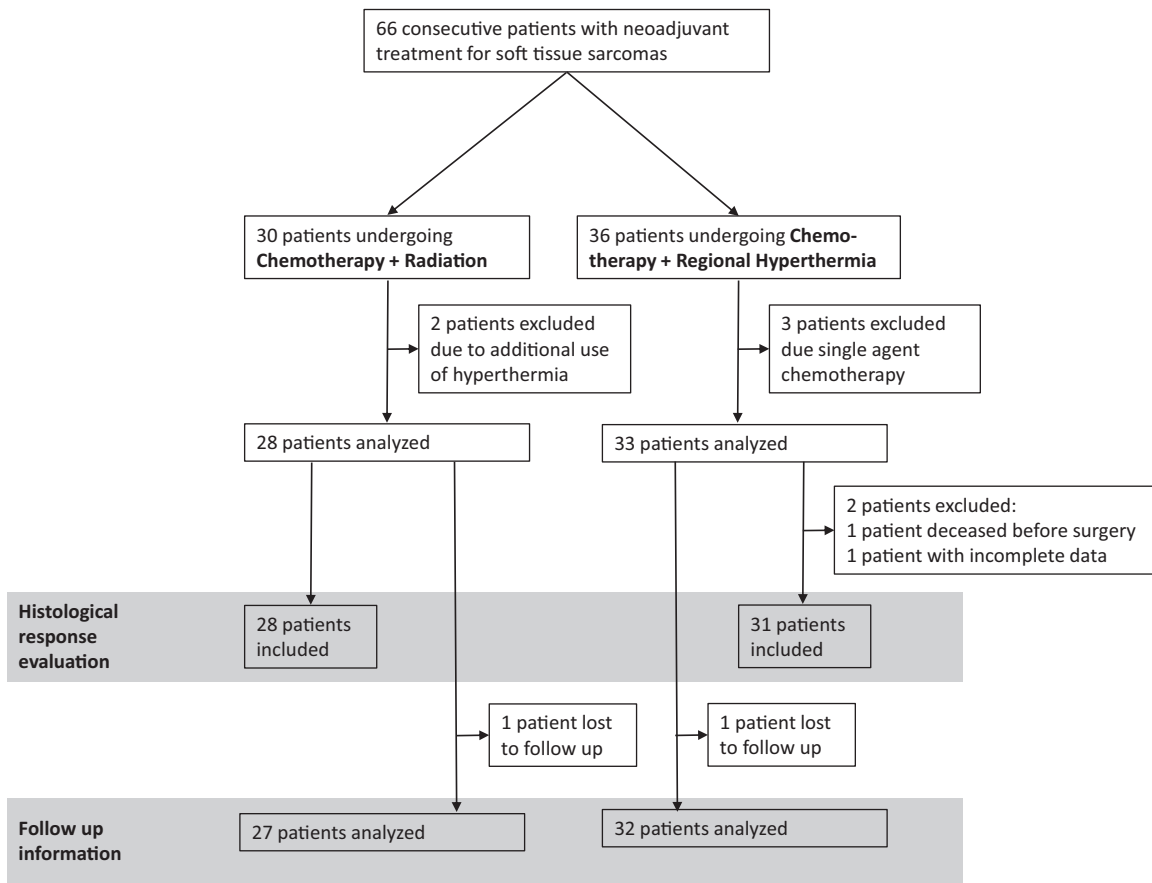 66 consecutive patients with neoadjuvant
treatment for soft tissue sarcomas
30 patients undergoing
Chemotherapy + Radiation
36 patients undergoing Chemo-
therapy + Regional Hyperthermia
2 patients excluded
due to additional use
of hyperthermia
3 patients excluded
due single agent
chemotherapy
28 patients analyzed
33 patients analyzed
2 patients excluded:
1 patient deceased before surgery
1 patient with incomplete data
Histological
response
evaluation
28 patients
included
31 patients
included
1 patient lost
to follow up
1 patient lost
to follow up
Follow up
information
27 patients analyzed
32 patients analyzed